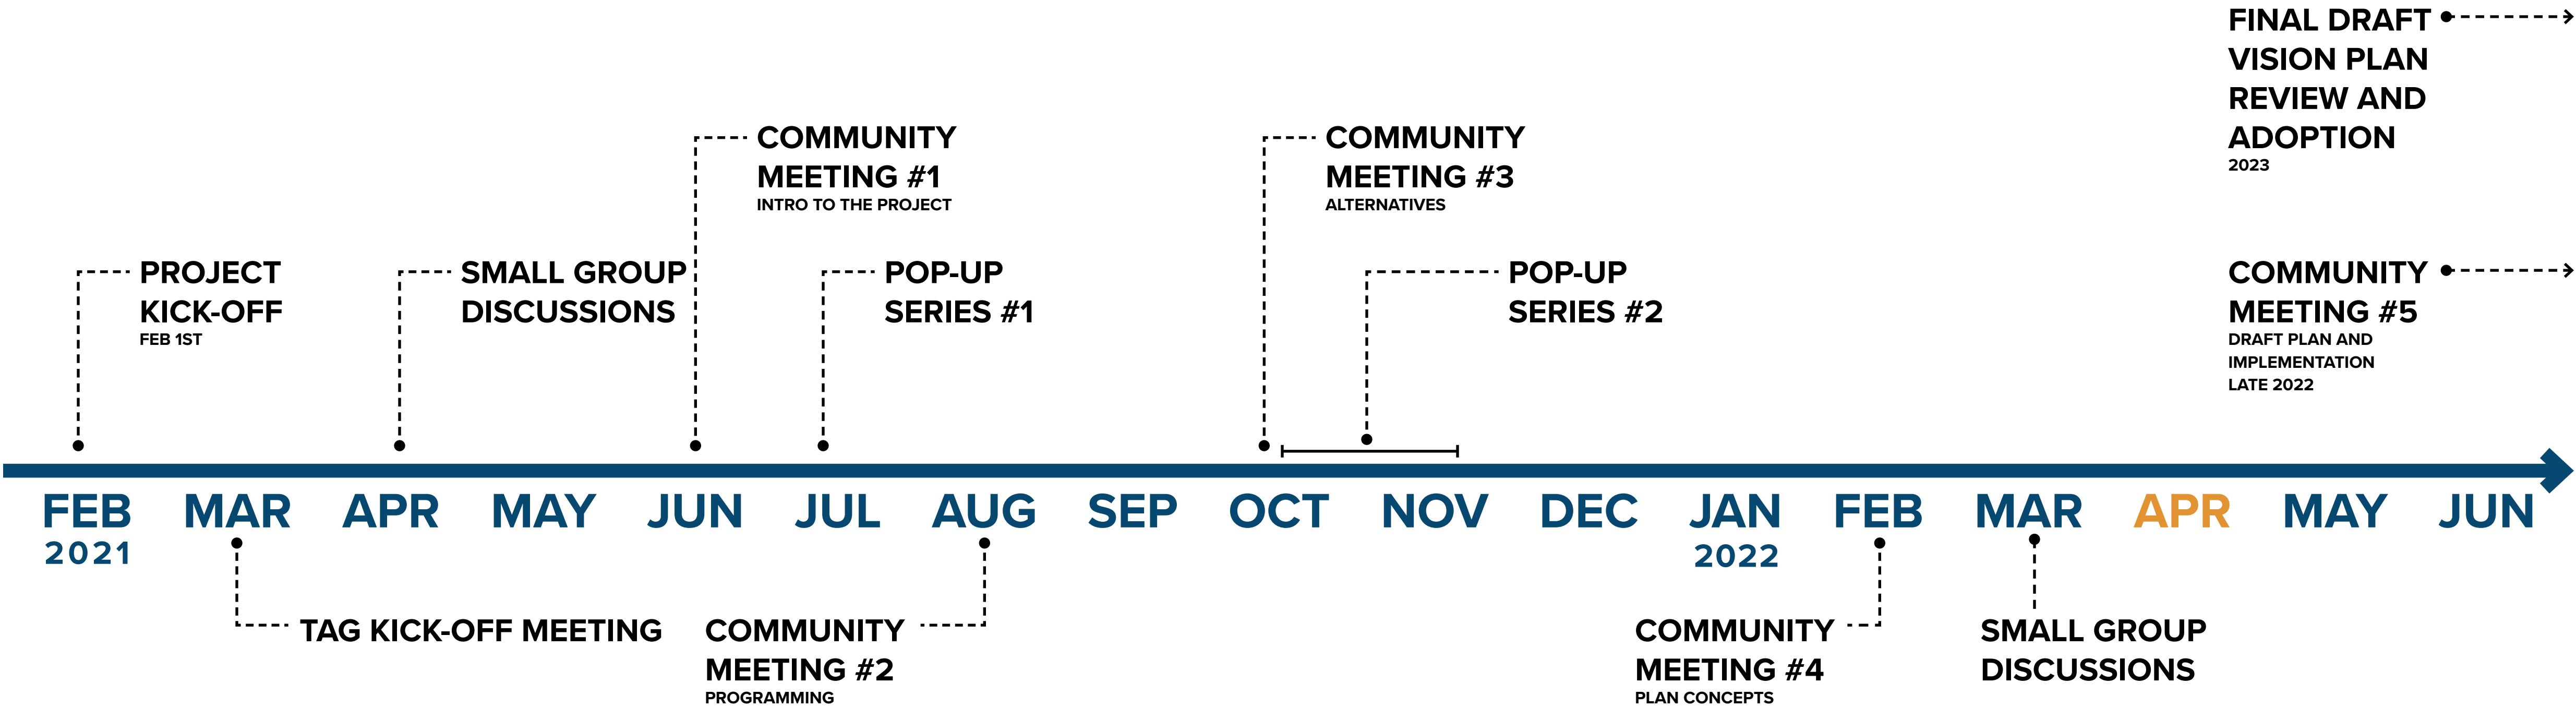 FINAL DRAFT
VISION PLAN
REVIEW AND
ADOPTION
2023
COMMUNITY
MEETING #1
INTRO TO THE PROJECT
COMMUNITY
MEETING #3
ALTERNATIVES
PROJECT
KICK-OFF
FEB 1ST
SMALL GROUP
DISCUSSIONS
POP-UP
SERIES #1
POP-UP
SERIES #2
COMMUNITY
MEETING #5
DRAFT PLAN AND
IMPLEMENTATION
LATE 2022
FEB MAR APR MAY JUN JUL AUG SEP OCT NOV DEC JAN FEB MAR APR MAY JUN
2021 2022
TAG KICK-OFF MEETING
COMMUNITY
MEETING #2
PROGRAMMING
COMMUNITY
MEETING #4
PLAN CONCEPTS
SMALL GROUP
DISCUSSIONS